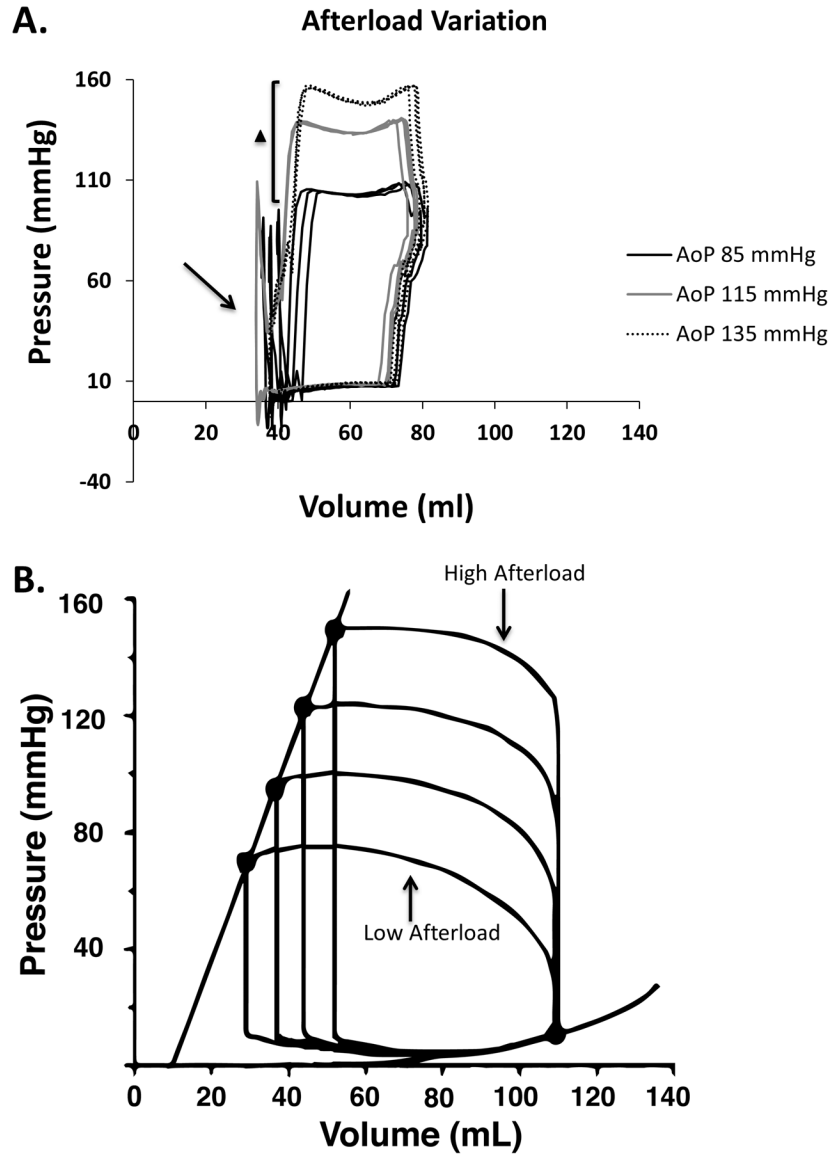 A.
Afterload Variation
160
110
60
10
-40
0 20 40 60 80 100 120 140
Pressure (mmHg)
Volume (ml)
AoP 85 mmHg
AoP 115 mmHg
AoP 135 mmHg
B.
High Afterload
160
120
80
40
Low Afterload
0 20 40 60 80 100 120 140
Pressure (mmHg)
Volume (mL)